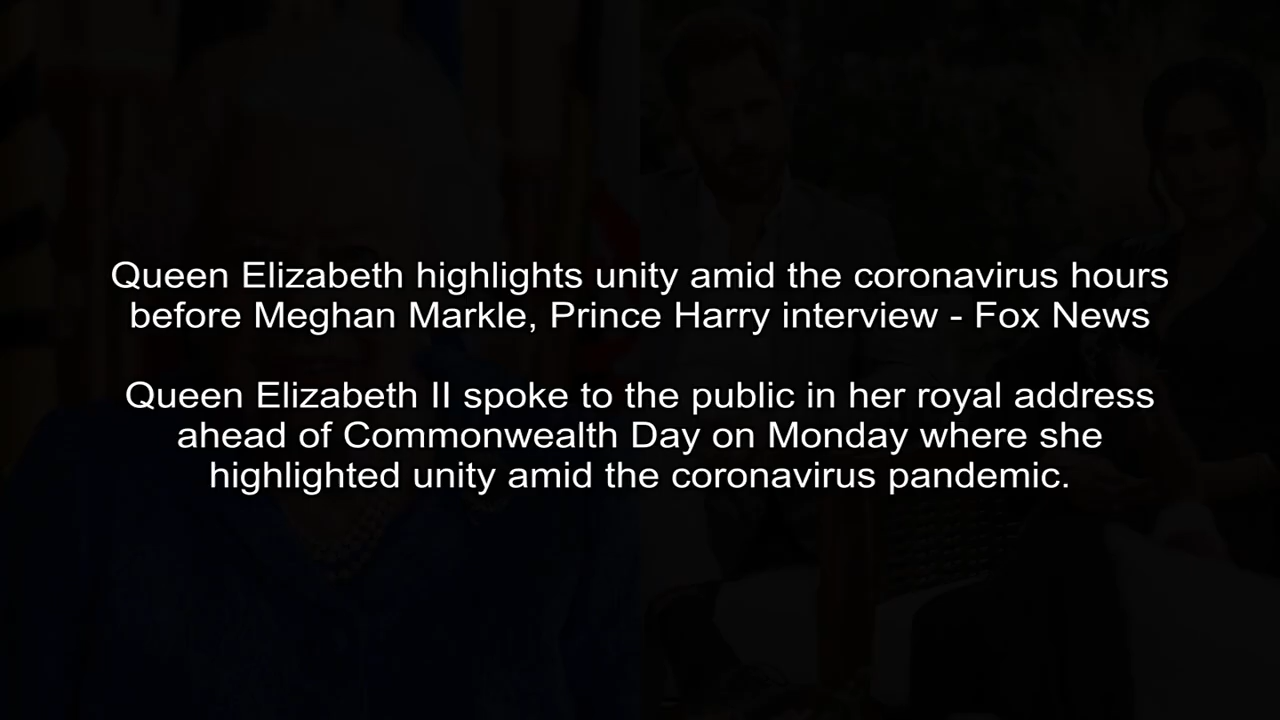 Queen Elizabeth highlights unity amid the coronavirus hours
before Meghan Markle, Prince Harry interview - Fox News
Queen Elizabeth II spoke to the public in her royal address
ahead of Commonwealth Day on Monday where she
highlighted unity amid the coronavirus pandemic.